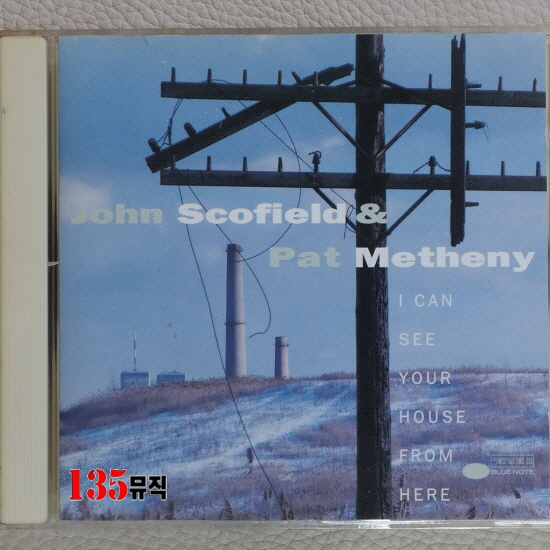 John Scofield &
Pat Metheny
I CAN
SEE
YOUR
HOUSE
FROM
HERE
BLUE NOTE
135뮤직